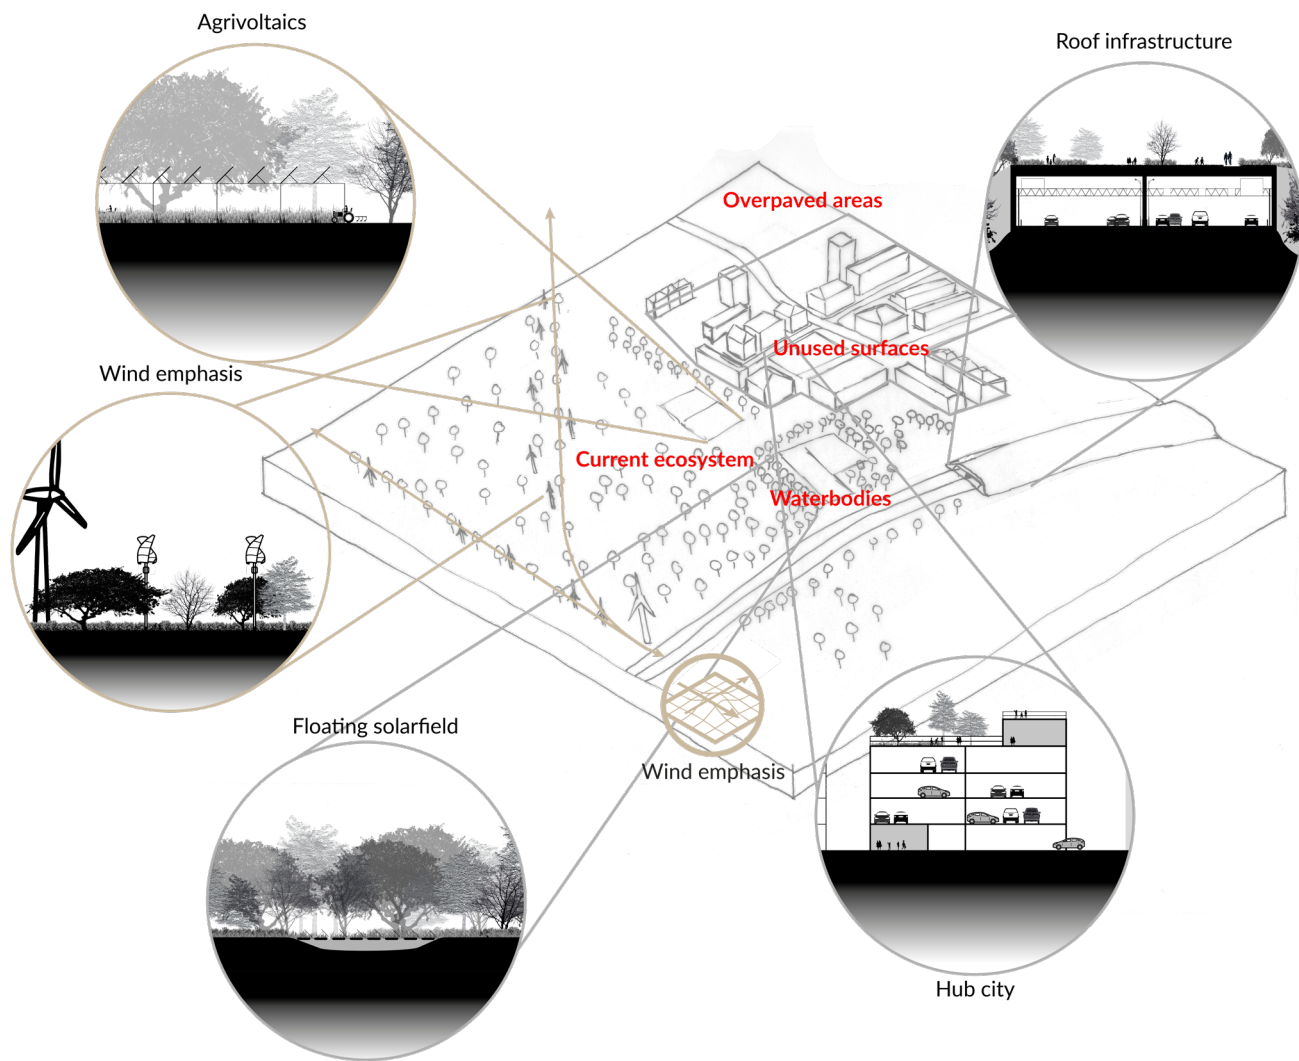 Agrivoltaics
Roof infrastructure
Overpaved areas
Unused surfaces
Wind emphasis
Current ecosystem
Waterbodies
Floating solarfield
Wind emphasis
Hub city